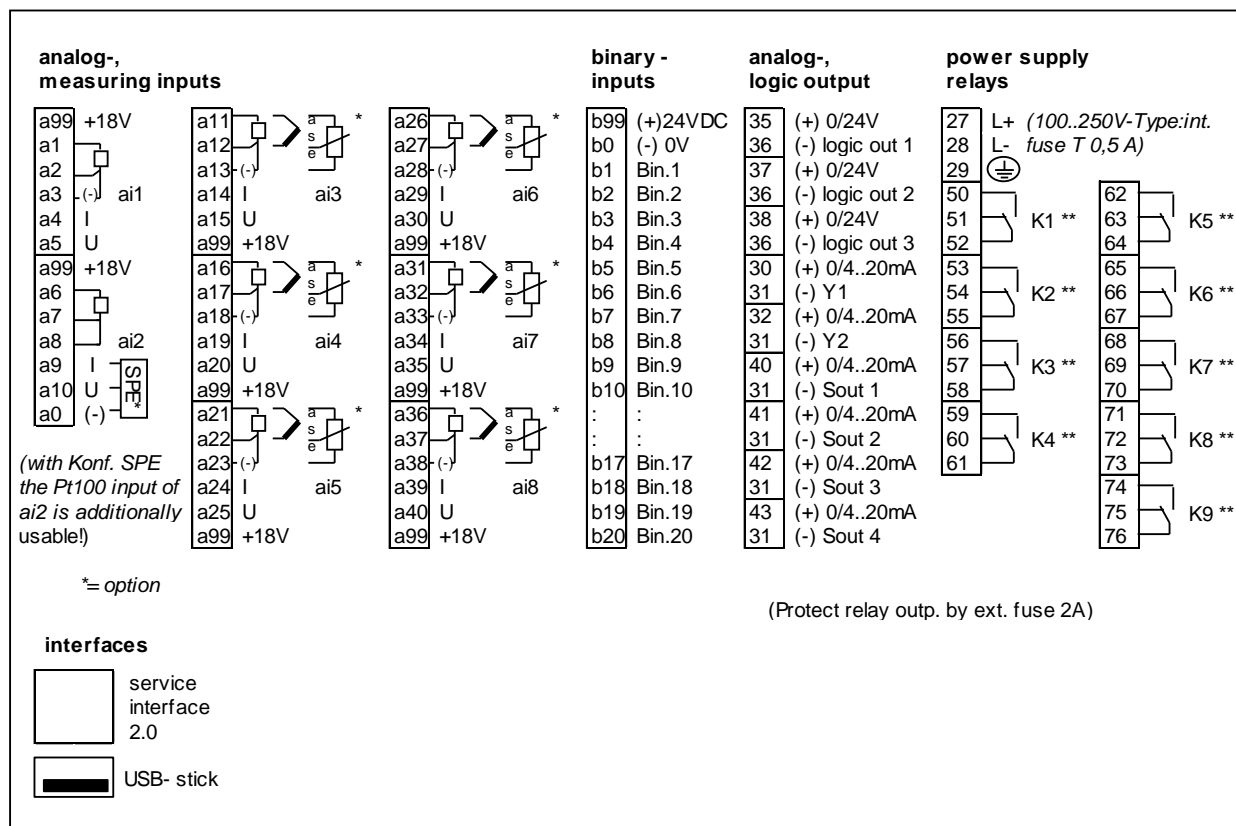 analog-,
measuring inputs
a99 +18V
a1
a2
a3 (-) ai1
a4 I
a5 U
a99 +18V
a6
a7
a8 ai2
a9 I
a10 U
a0 (-)
SPE*
(with Konf. SPE
the Pt100 input of
ai2 is additionally
usable!)
a11 a *
a12 s
a13 (-) e
a14 I ai3
a15 U
a99 +18V
a16 a *
a17 s
a18 (-) e
a19 I ai4
a20 U
a99 +18V
a21 a *
a22 s
a23 (-) e
a24 I ai5
a25 U
a99 +18V
a26 a *
a27 s
a28 (-) e
a29 I ai6
a30 U
a99 +18V
a31 a *
a32 s
a33 (-) e
a34 I ai7
a35 U
a99 +18V
a36 a *
a37 s
a38 (-) e
a39 I ai8
a40 U
a99 +18V
binary -
inputs
b99 (+)24VDC
b0 (-) 0V
b1 Bin.1
b2 Bin.2
b3 Bin.3
b4 Bin.4
b5 Bin.5
b6 Bin.6
b7 Bin.7
b8 Bin.8
b9 Bin.9
b10 Bin.10
: :
: :
b17 Bin.17
b18 Bin.18
b19 Bin.19
b20 Bin.20
analog-,
logic output
35 (+) 0/24V
36 (-) logic out 1
37 (+) 0/24V
36 (-) logic out 2
38 (+) 0/24V
36 (-) logic out 3
30 (+) 0/4..20mA
31 (-) Y1
32 (+) 0/4..20mA
31 (-) Y2
40 (+) 0/4..20mA
31 (-) Sout 1
41 (+) 0/4..20mA
31 (-) Sout 2
42 (+) 0/4..20mA
31 (-) Sout 3
43 (+) 0/4..20mA
31 (-) Sout 4
power supply
relays
27 L+ (100..250V-Type:int.
28 L- fuse T 0,5 A)
29
50
51 K1 **
52
53
54 K2 **
55
56
57 K3 **
58
59
60 K4 **
61
62
63 K5 **
64
65
66 K6 **
67
68
69 K7 **
70
71
72 K8 **
73
74
75 K9 **
76
*= option
(Protect relay outp. by ext. fuse 2A)
interfaces
service
interface
2.0
USB- stick